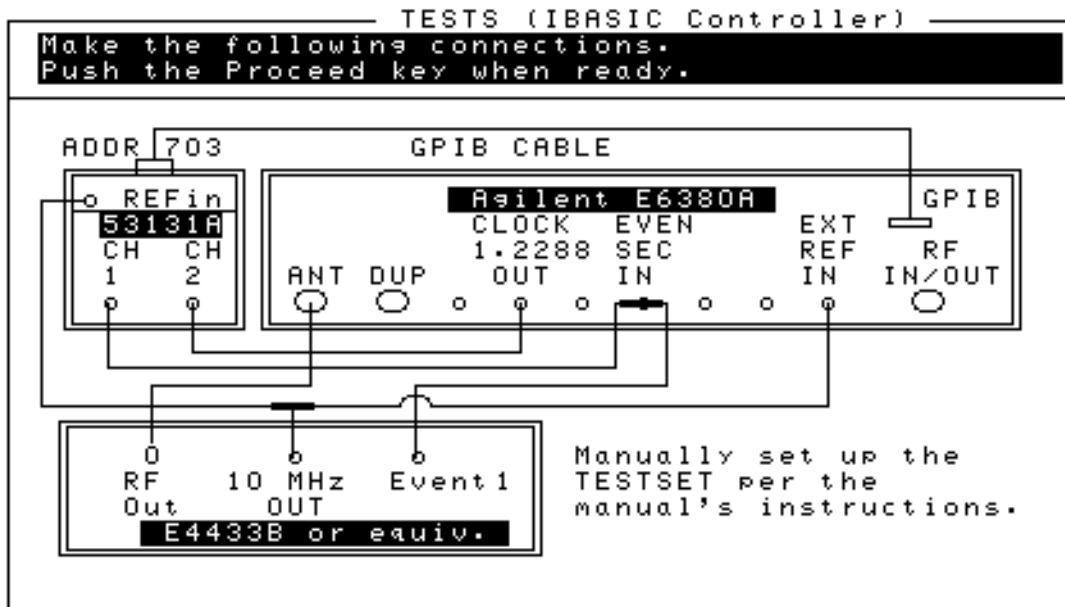 TESTS (IBASIC Controller)
Make the following connections.
Push the Proceed key when ready.
ADDR 703 GPIB CABLE
REFin Agilent E6380A GPIB
53131A CLOCK EVEN EXT
CH CH 1.2288 SEC REF RF
1 2 ANT DUP OUT IN IN IN/OUT
RF 10 MHz Event1
Out OUT
E4433B or equiv.
Manually set up the
TESTSET per the
manual's instructions.